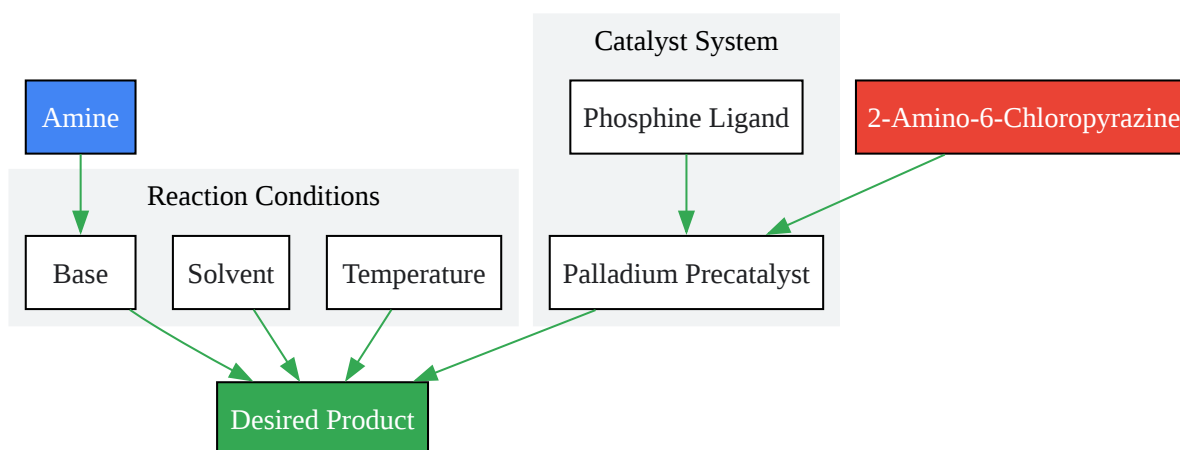 Catalyst System
Amine
Phosphine Ligand
2-Amino-6-Chloropyrazine
Reaction Conditions
Base
Solvent
Temperature
Palladium Precatalyst
Desired Product